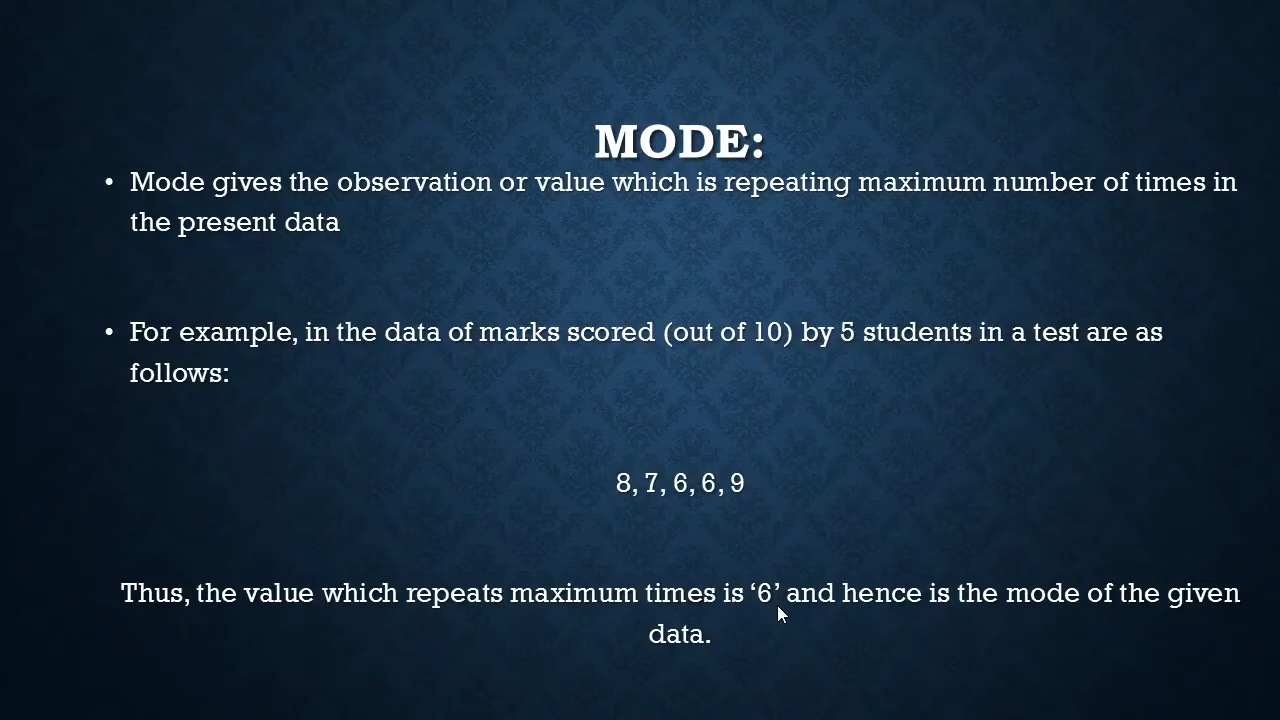 MODE:
• Mode gives the observation or value which is repeating maximum number of times in
the present data
• For example, in the data of marks scored (out of 10) by 5 students in a test are as
follows:
8, 7, 6, 6, 9
Thus, the value which repeats maximum times is ‘6’ and hence is the mode of the given
data.